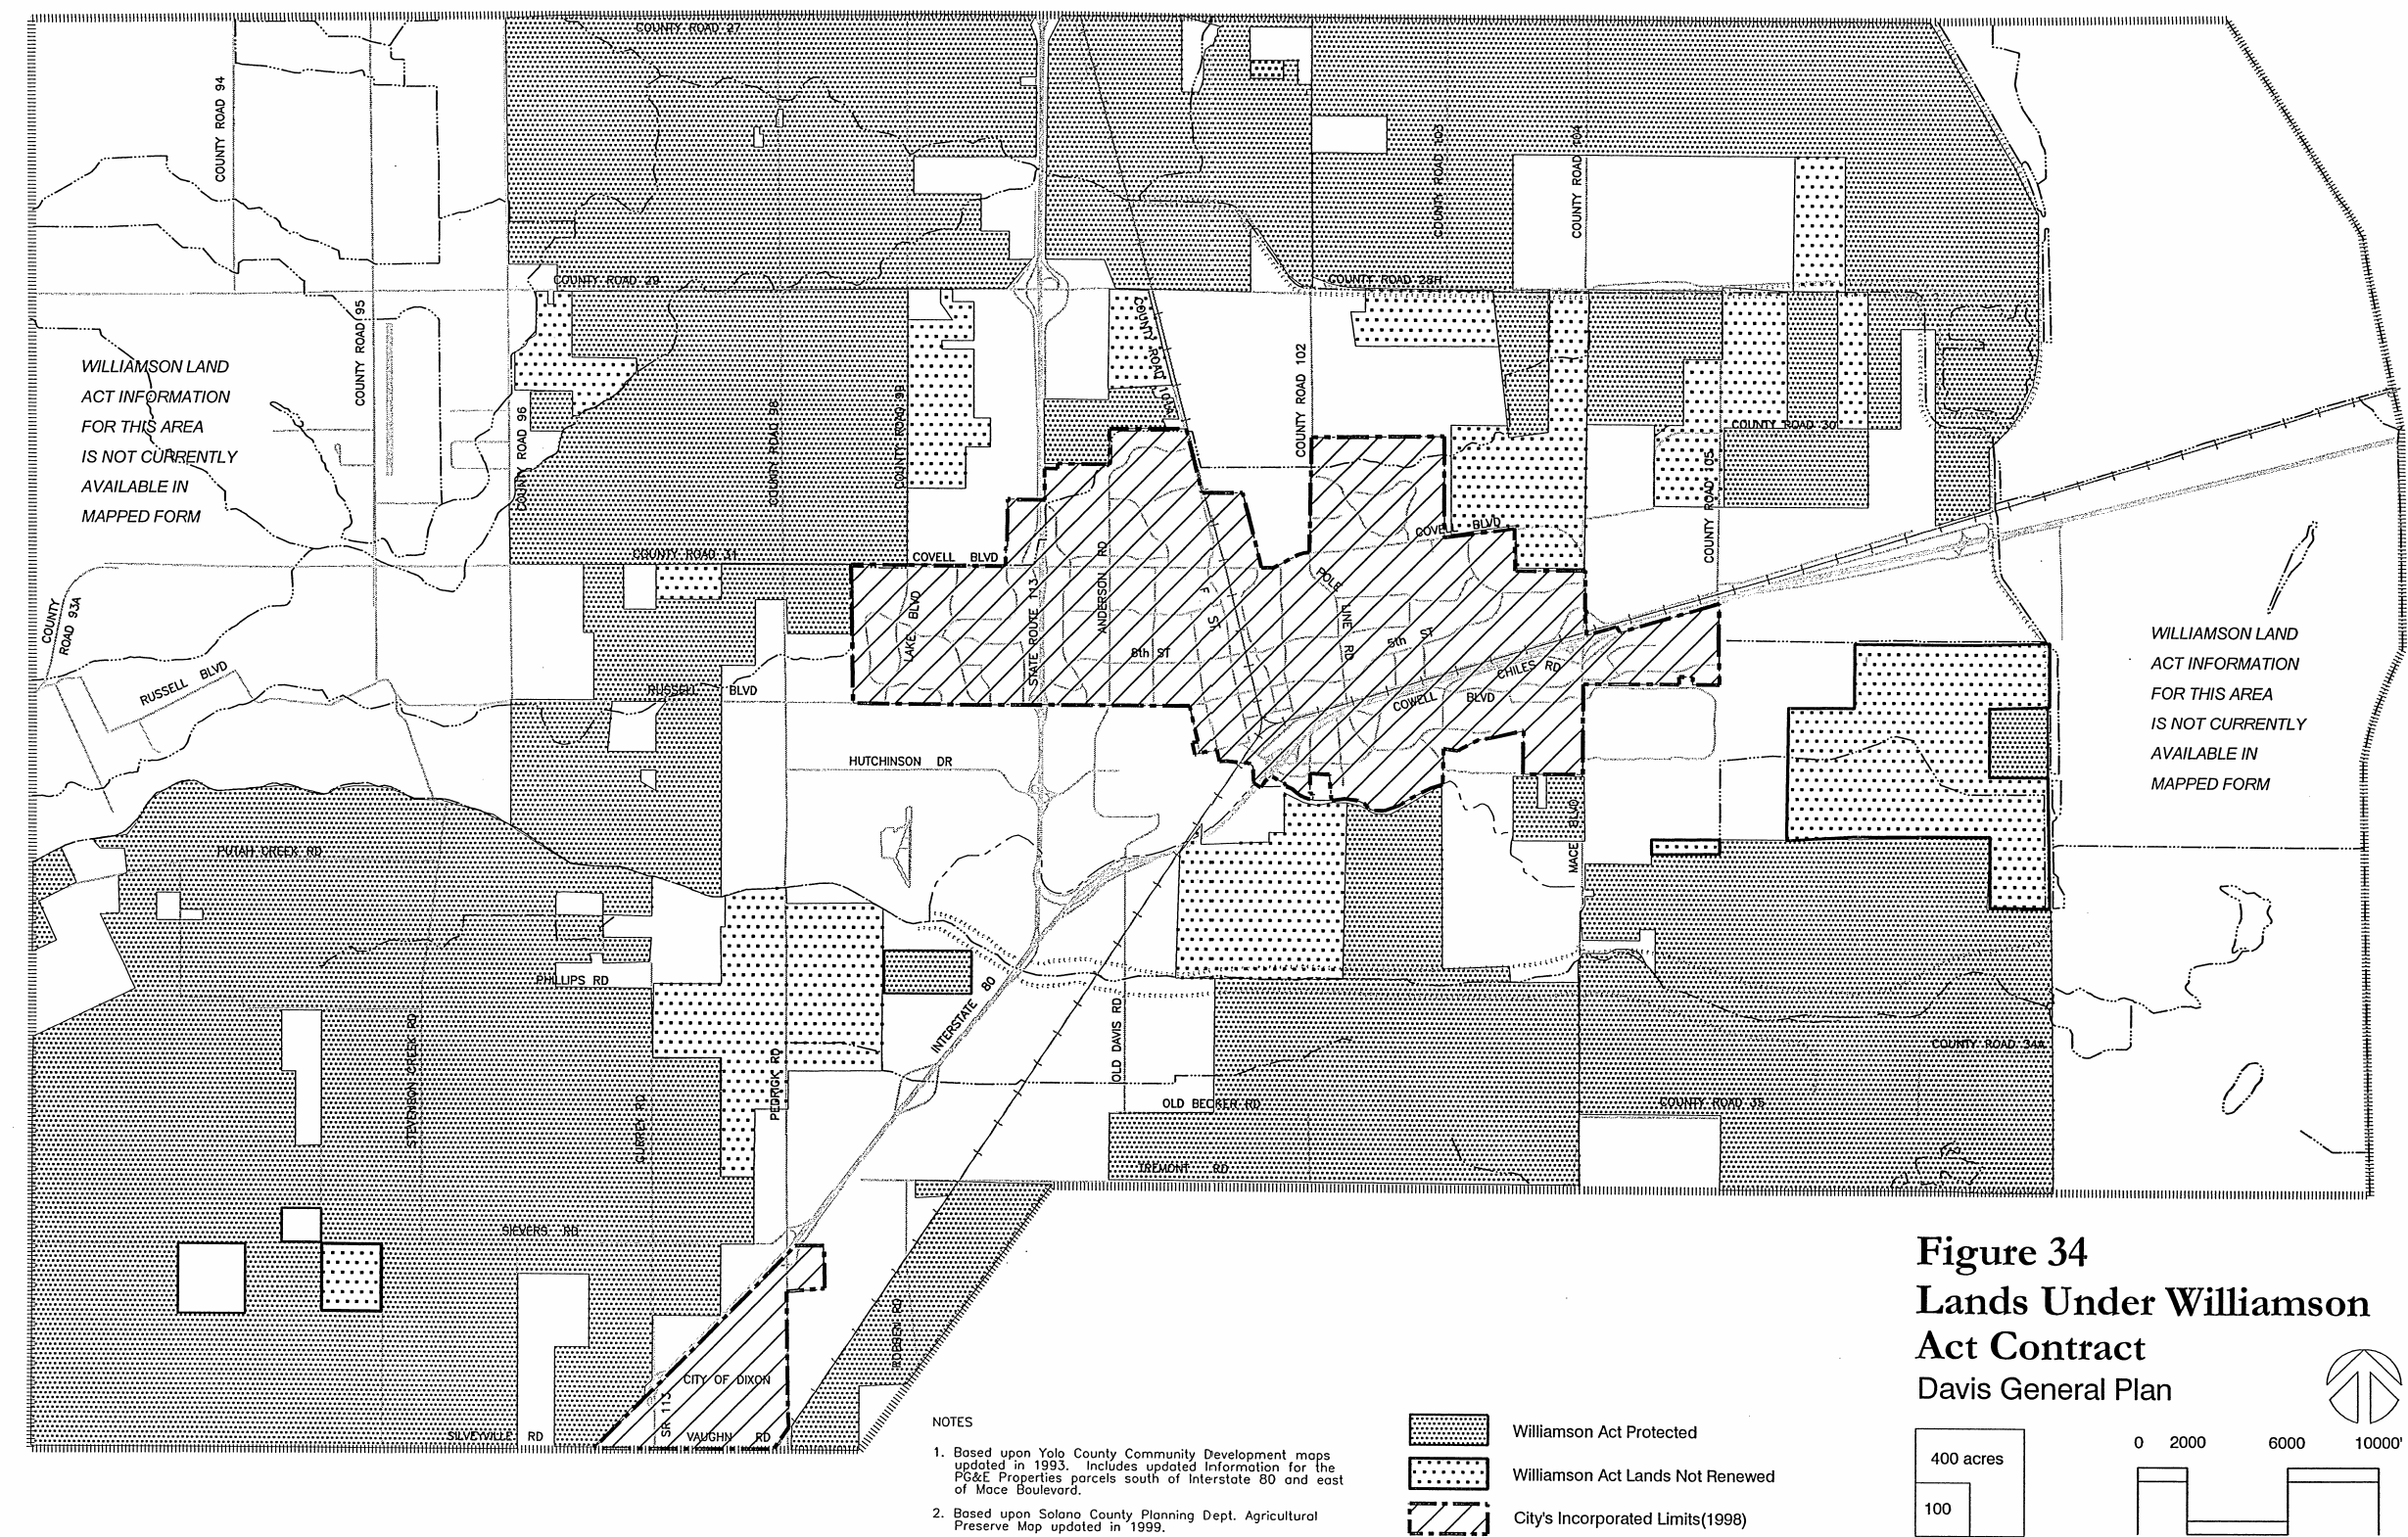 COUNTY ROAD 27
COUNTY ROAD 94
COUNTY ROAD 103
COUNTY ROAD 104
COUNTY ROAD 29
COUNTY ROAD 28H
COUNTY ROAD 95
COUNTY ROAD 101A
COUNTY ROAD 102
WILLIAMSON LAND
ACT INFORMATION
FOR THIS AREA
IS NOT CURRENTLY
AVAILABLE IN
MAPPED FORM
COUNTY ROAD 96
COUNTY ROAD 98
COUNTY ROAD 99
COUNTY ROAD 30
COUNTY ROAD 105
COUNTY ROAD 31
COVELL BLVD
COVELL BLVD
COUNTY
ROAD 93A
LAKE BLVD
STATE ROUTE 113
ANDERSON RD
F ST
POLE LINE RD
8th ST
5th ST
CHILES RD
COWELL BLVD
RUSSELL BLVD
RUSSELL BLVD
WILLIAMSON LAND
ACT INFORMATION
FOR THIS AREA
IS NOT CURRENTLY
AVAILABLE IN
MAPPED FORM
HUTCHINSON DR
MACE BLVD
PUTAH CREEK RD
PHILLIPS RD
INTERSTATE 80
OLD DAVIS RD
STEVENSON CREEK RD
CURREY RD
PEDRICK RD
COUNTY ROAD 34A
OLD BECKER RD
COUNTY ROAD 35
TREMONT RD
SIEVERS RD
ROBBEN RD
CITY OF DIXON
SR 113
SILVEYVILLE RD
VAUGHN RD
Figure 34
Lands Under Williamson
Act Contract
Davis General Plan
400 acres
100
0 2000 6000 10000'
NOTES
1. Based upon Yolo County Community Development maps
updated in 1993. Includes updated Information for the
PG&E Properties parcels south of Interstate 80 and east
of Mace Boulevard.
2. Based upon Solano County Planning Dept. Agricultural
Preserve Map updated in 1999.
Williamson Act Protected
Williamson Act Lands Not Renewed
City's Incorporated Limits(1998)